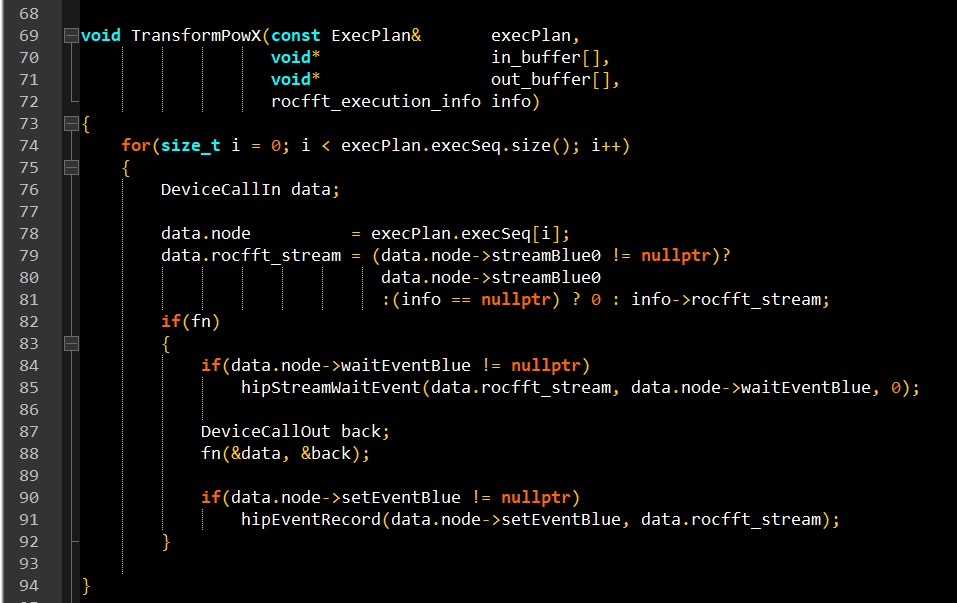 68
69 void TransformPowX(const ExecPlan&       execPlan,
70                    void*                 in_buffer[],
71                    void*                 out_buffer[],
72                    rocfft_execution_info info)
73 {
74     for(size_t i = 0; i < execPlan.execSeq.size(); i++)
75     {
76         DeviceCallIn data;
77
78         data.node          = execPlan.execSeq[i];
79         data.rocfft_stream = (data.node->streamBlue0 != nullptr)?
80                               data.node->streamBlue0
81                               :(info == nullptr) ? 0 : info->rocfft_stream;
82         if(fn)
83         {
84             if(data.node->waitEventBlue != nullptr)
85                 hipStreamWaitEvent(data.rocfft_stream, data.node->waitEventBlue, 0);
86
87             DeviceCallOut back;
88             fn(&data, &back);
89
90             if(data.node->setEventBlue != nullptr)
91                 hipEventRecord(data.node->setEventBlue, data.rocfft_stream);
92         }
93
94 }